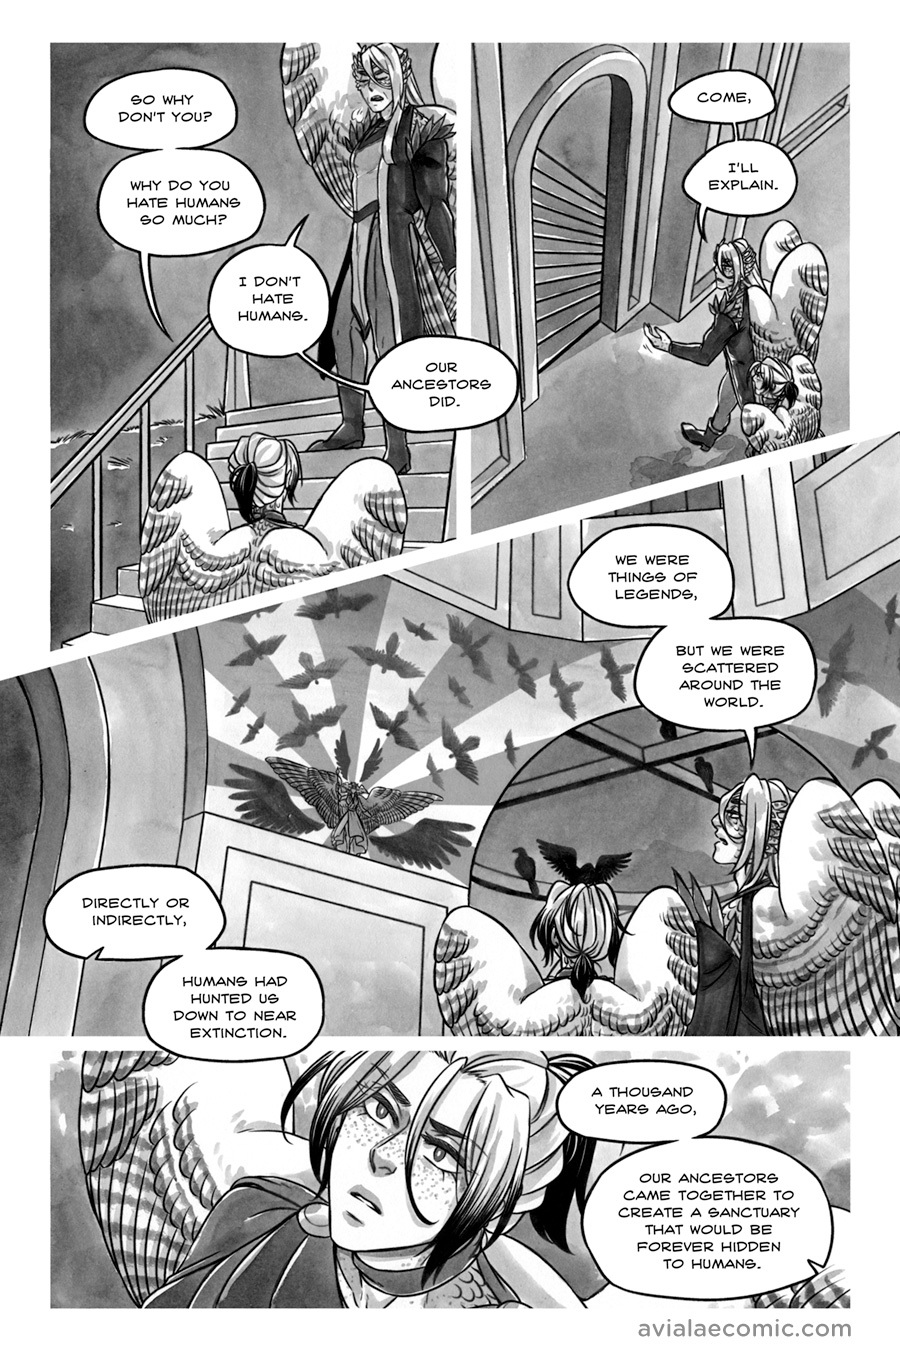 SO WHY
DON'T YOU?
WHY DO YOU
HATE HUMANS
SO MUCH?
I DON'T
HATE
HUMANS.
OUR
ANCESTORS
DID.
COME,
I'LL
EXPLAIN.
WE WERE
THINGS OF
LEGENDS,
BUT WE WERE
SCATTERED
AROUND THE
WORLD.
DIRECTLY OR
INDIRECTLY,
HUMANS HAD
HUNTED US
DOWN TO NEAR
EXTINCTION.
A THOUSAND
YEARS AGO,
OUR ANCESTORS
CAME TOGETHER TO
CREATE A SANCTUARY
THAT WOULD BE
FOREVER HIDDEN
TO HUMANS.
avialaecomic.com